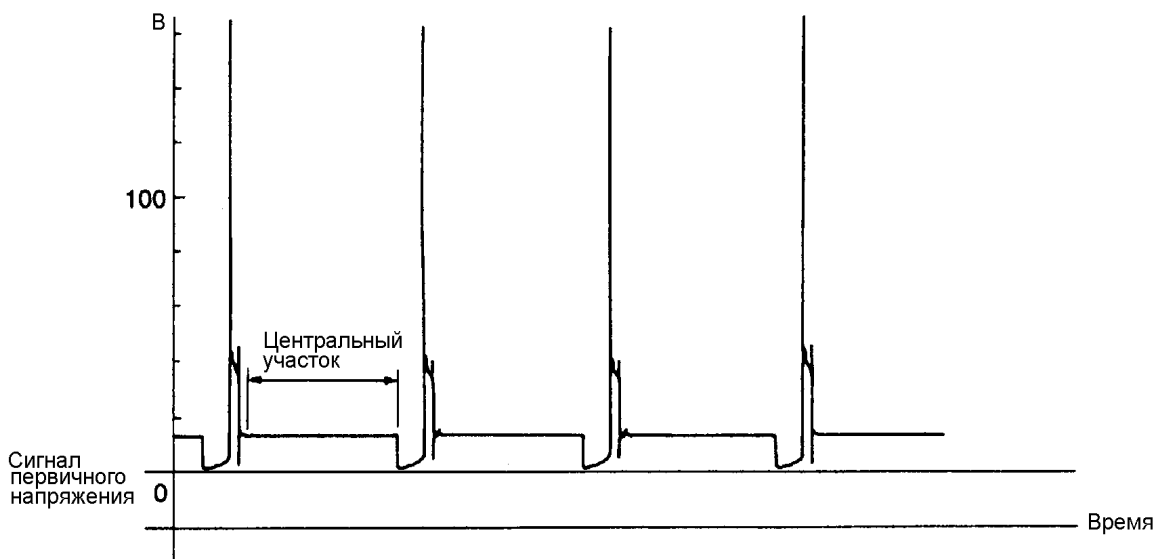 В
100
Центральный
участок
Сигнал
первичного
напряжения
0
Время